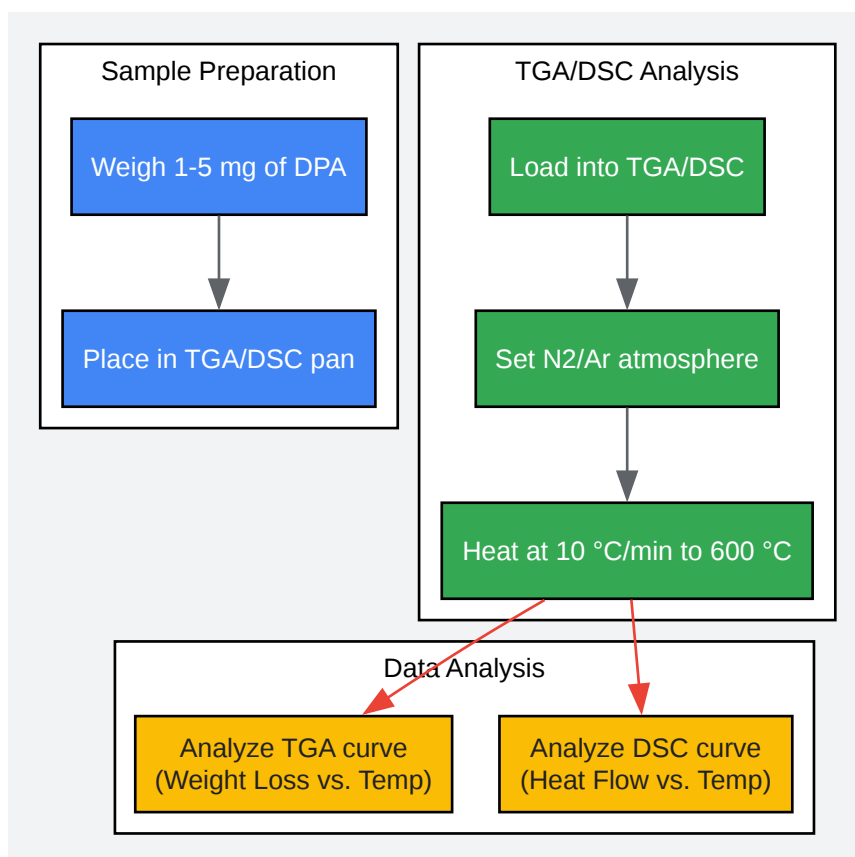 Sample Preparation
Weigh 1-5 mg of DPA
Place in TGA/DSC pan
TGA/DSC Analysis
Load into TGA/DSC
Set N2/Ar atmosphere
Heat at 10 °C/min to 600 °C
Data Analysis
Analyze TGA curve
(Weight Loss vs. Temp)
Analyze DSC curve
(Heat Flow vs. Temp)